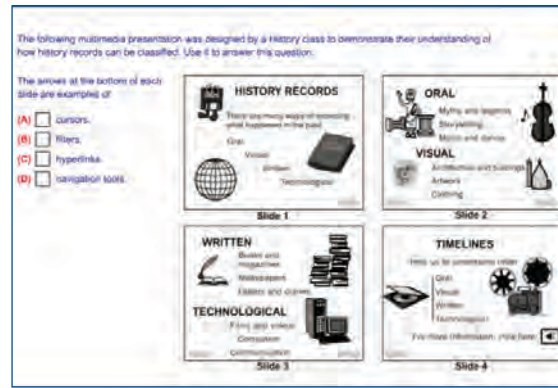 The following multimedia presentation was designed by a History class to demonstrate their understanding of
how history records can be classified. Use it to answer this question.
The arrows at the bottom of each
slide are examples of
(A) cursors.
(B) filters.
(C) hyperlinks.
(D) navigation tools.
HISTORY RECORDS
There are many ways of recording
what happened in the past
Oral
Visual
Written
Technological
Slide 1
ORAL
Myths and legends
Storytelling
Music and dance
VISUAL
Architecture and buildings
Artwork
Clothing
Slide 2
WRITTEN
Books and
magazines
Newspapers
Letters and diaries
TECHNOLOGICAL
Films and videos
Computers
Communication
Slide 3
TIMELINES
Help us to understand order
Oral
Visual
Written
Technological
For more information, click here
Slide 4